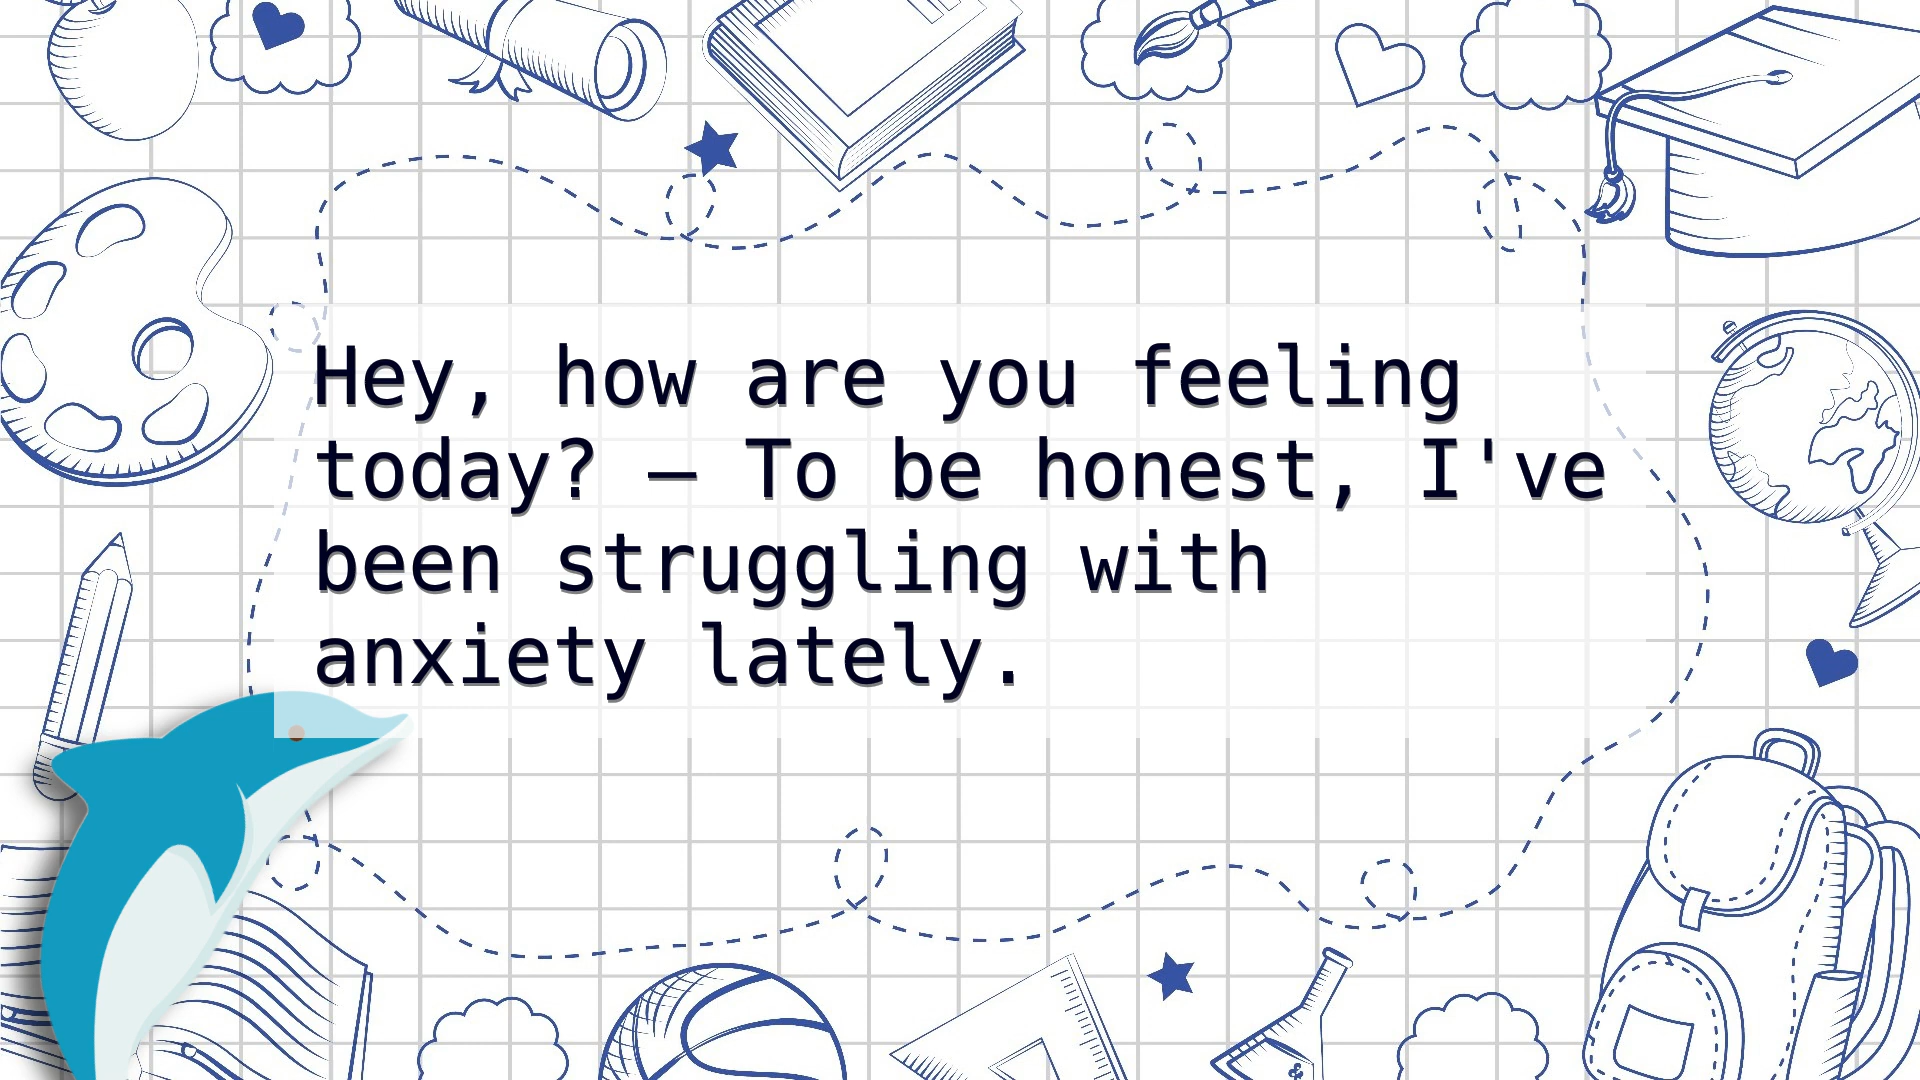 Hey, how are you feeling
today? – To be honest, I've
been struggling with
anxiety lately.